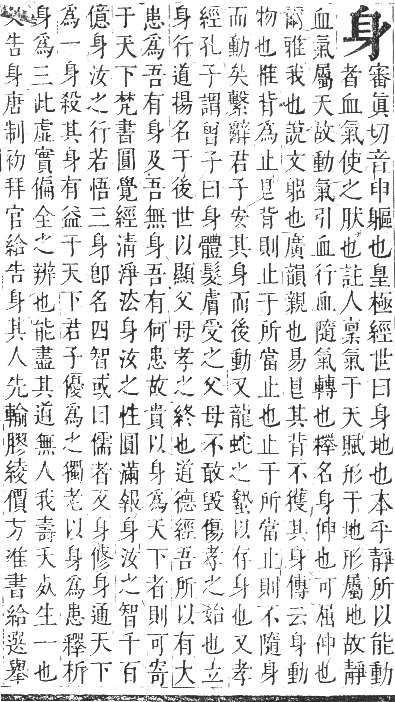 身審眞切音申軀也皇極經世曰身地也本乎靜所以能動
者血氣使之肰也註人稟氣于天賦形于地形屬地故靜
血氣屬天故動氣引血行血隨氣轉也釋名身伸也可屈伸也
爾雅我也說文躳也廣韻親也易艮其背不獲其身傳云身動
物也惟背為止艮背則止于所當止也止于所當止則不隨身
而動矣繫辭君子安其身而後動又龍蛇之蟄以存身也又孝
經孔子謂曾子曰身體髮膚受之父母不敢毀傷孝之始也立
身行道揚名于後世以顯父母孝之終也道德經吾所以有大
患爲吾有身及吾無身吾有何患故貴以身爲天下者則可寄
于天下梵書圓覺經清淨法身汝之性圓滿報身汝之智千百
億身汝之行若悟三身卽名四智或曰儒者反身修身通天下
爲一身殺其身有益于天下君子優爲之獨老以身爲患釋析
身爲三此虛實偏全之辨也能盡其道無人我壽夭死生一也
告身唐制初拜官給告身其人先輸膠綾價方准書給選舉